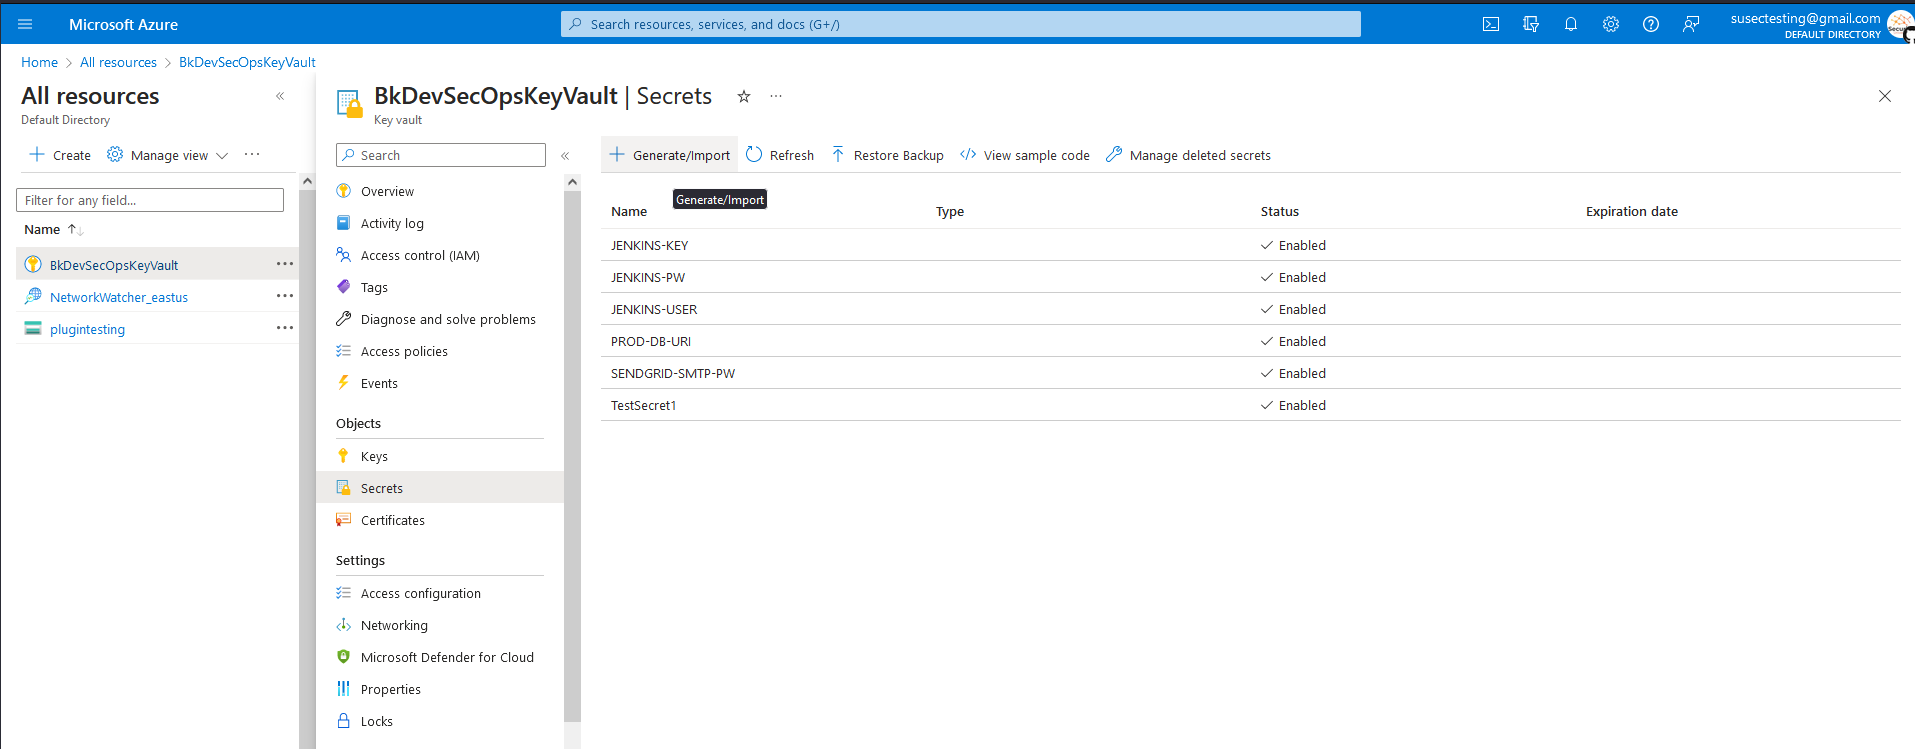 Microsoft Azure
Search resources, services, and docs (G+/)
susectesting@gmail.com
DEFAULT DIRECTORY
Home > All resources > BkDevSecOpsKeyVault
All resources
Default Directory
Create
Manage view
Filter for any field...
Name
BkDevSecOpsKeyVault
NetworkWatcher_eastus
plugintesting
BkDevSecOpsKeyVault | Secrets
Key vault
Search
Overview
Activity log
Access control (IAM)
Tags
Diagnose and solve problems
Access policies
Events
Objects
Keys
Secrets
Certificates
Settings
Access configuration
Networking
Microsoft Defender for Cloud
Properties
Locks
Generate/Import Refresh Restore Backup View sample code Manage deleted secrets
Generate/Import
Name Type Status Expiration date
JENKINS-KEY Enabled
JENKINS-PW Enabled
JENKINS-USER Enabled
PROD-DB-URI Enabled
SENDGRID-SMTP-PW Enabled
TestSecret1 Enabled